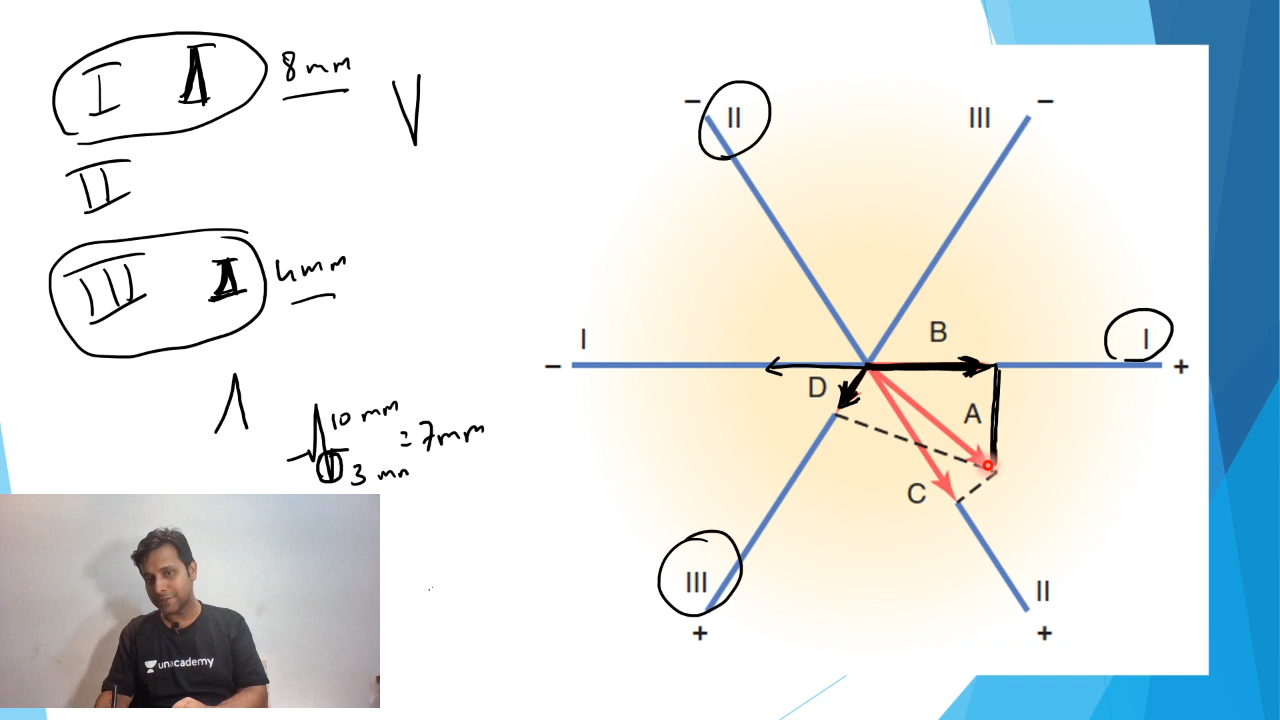 I 8mm
II
III 4mm
10 mm
= 7mm
3 mm
− II III −
I B I
− +
D A
C
III II
+ +
unacademy